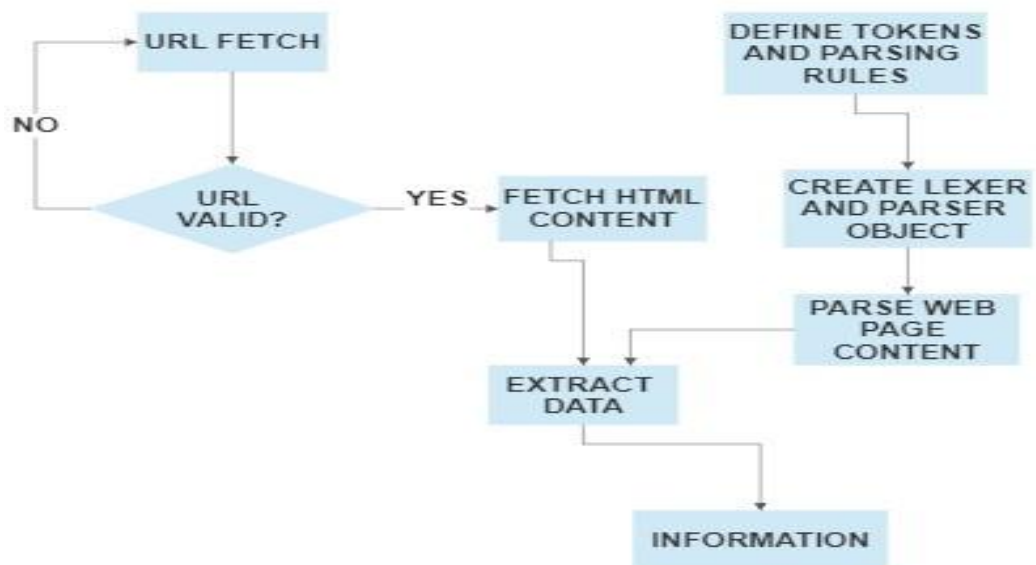 URL FETCH
NO
URL
VALID?
YES
FETCH HTML
CONTENT
DEFINE TOKENS
AND PARSING
RULES
CREATE LEXER
AND PARSER
OBJECT
PARSE WEB
PAGE
CONTENT
EXTRACT
DATA
INFORMATION